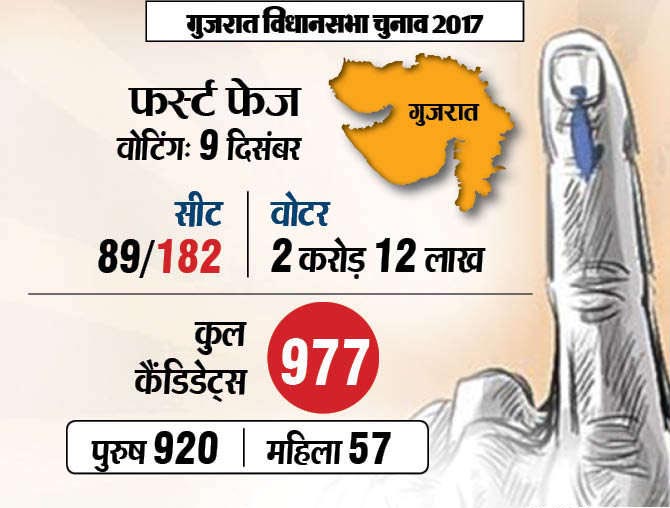 गुजरात विधानसभा चुनाव 2017
फर्स्ट फेज
वोटिंगः 9 दिसंबर
गुजरात
सीट
89/182
वोटर
2 करोड़ 12 लाख
कुल
कैंडिडेट्स
977
पुरुष 920
महिला 57